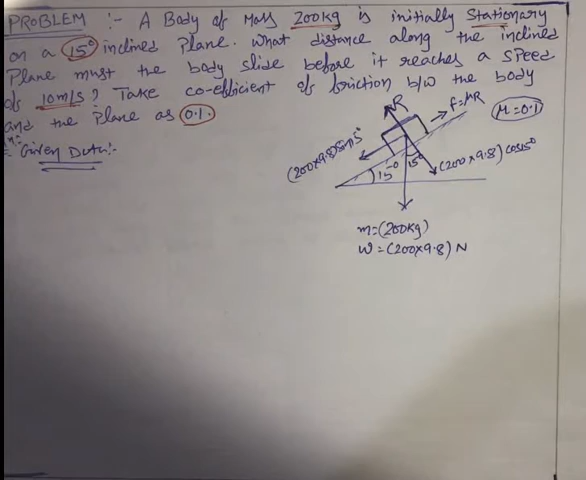 PROBLEM :- A Body of Mass 200kg is initially Stationary
on a 15° inclined Plane. What distance along the inclined
Plane must the body slide before it reaches a speed
of 10m/s? Take co-efficient of friction b/w the body
and the plane as 0.1.
Given Data:-
R
f=μR
μ=0.1
(200×9.8)sin15°
15°
15°
(200×9.8)cos15°
m=(200kg)
W=(200×9.8) N